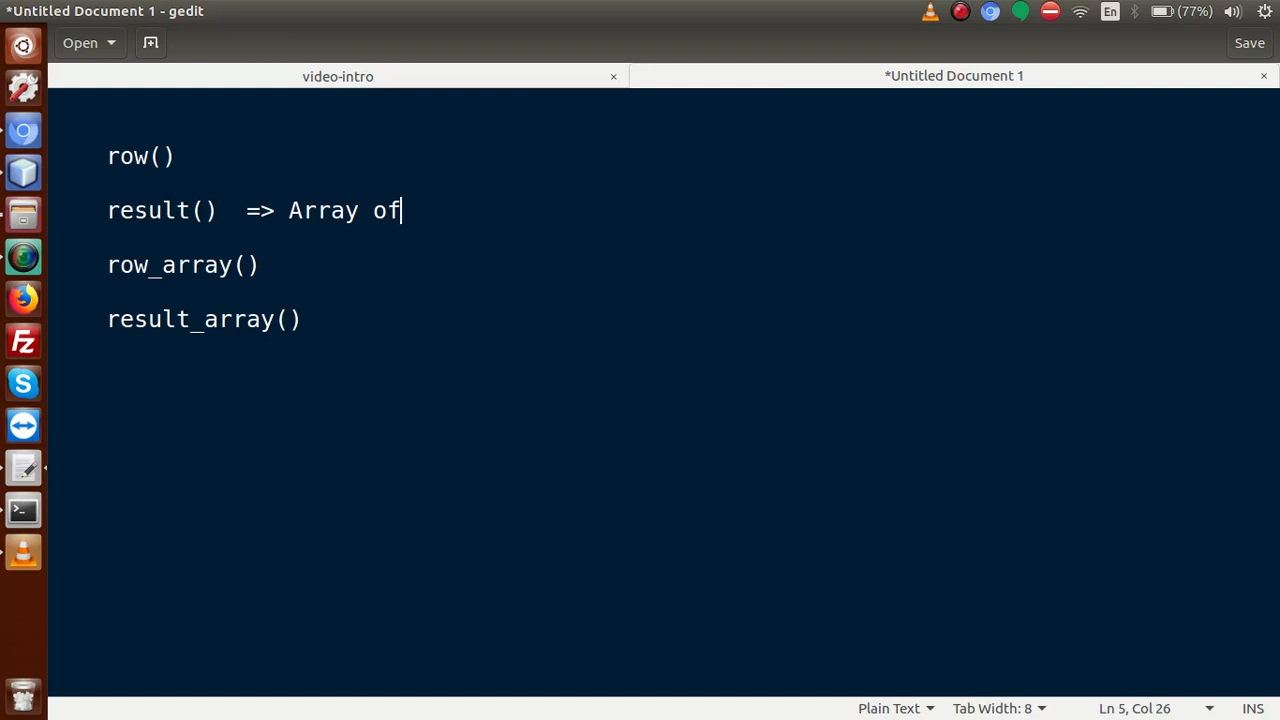 *Untitled Document 1 - gedit
En
(77%)
Open
Save
video-intro ×
*Untitled Document 1 ×
row()
result()  => Array of
row_array()
result_array()
Plain Text
Tab Width: 8
Ln 5, Col 26
INS